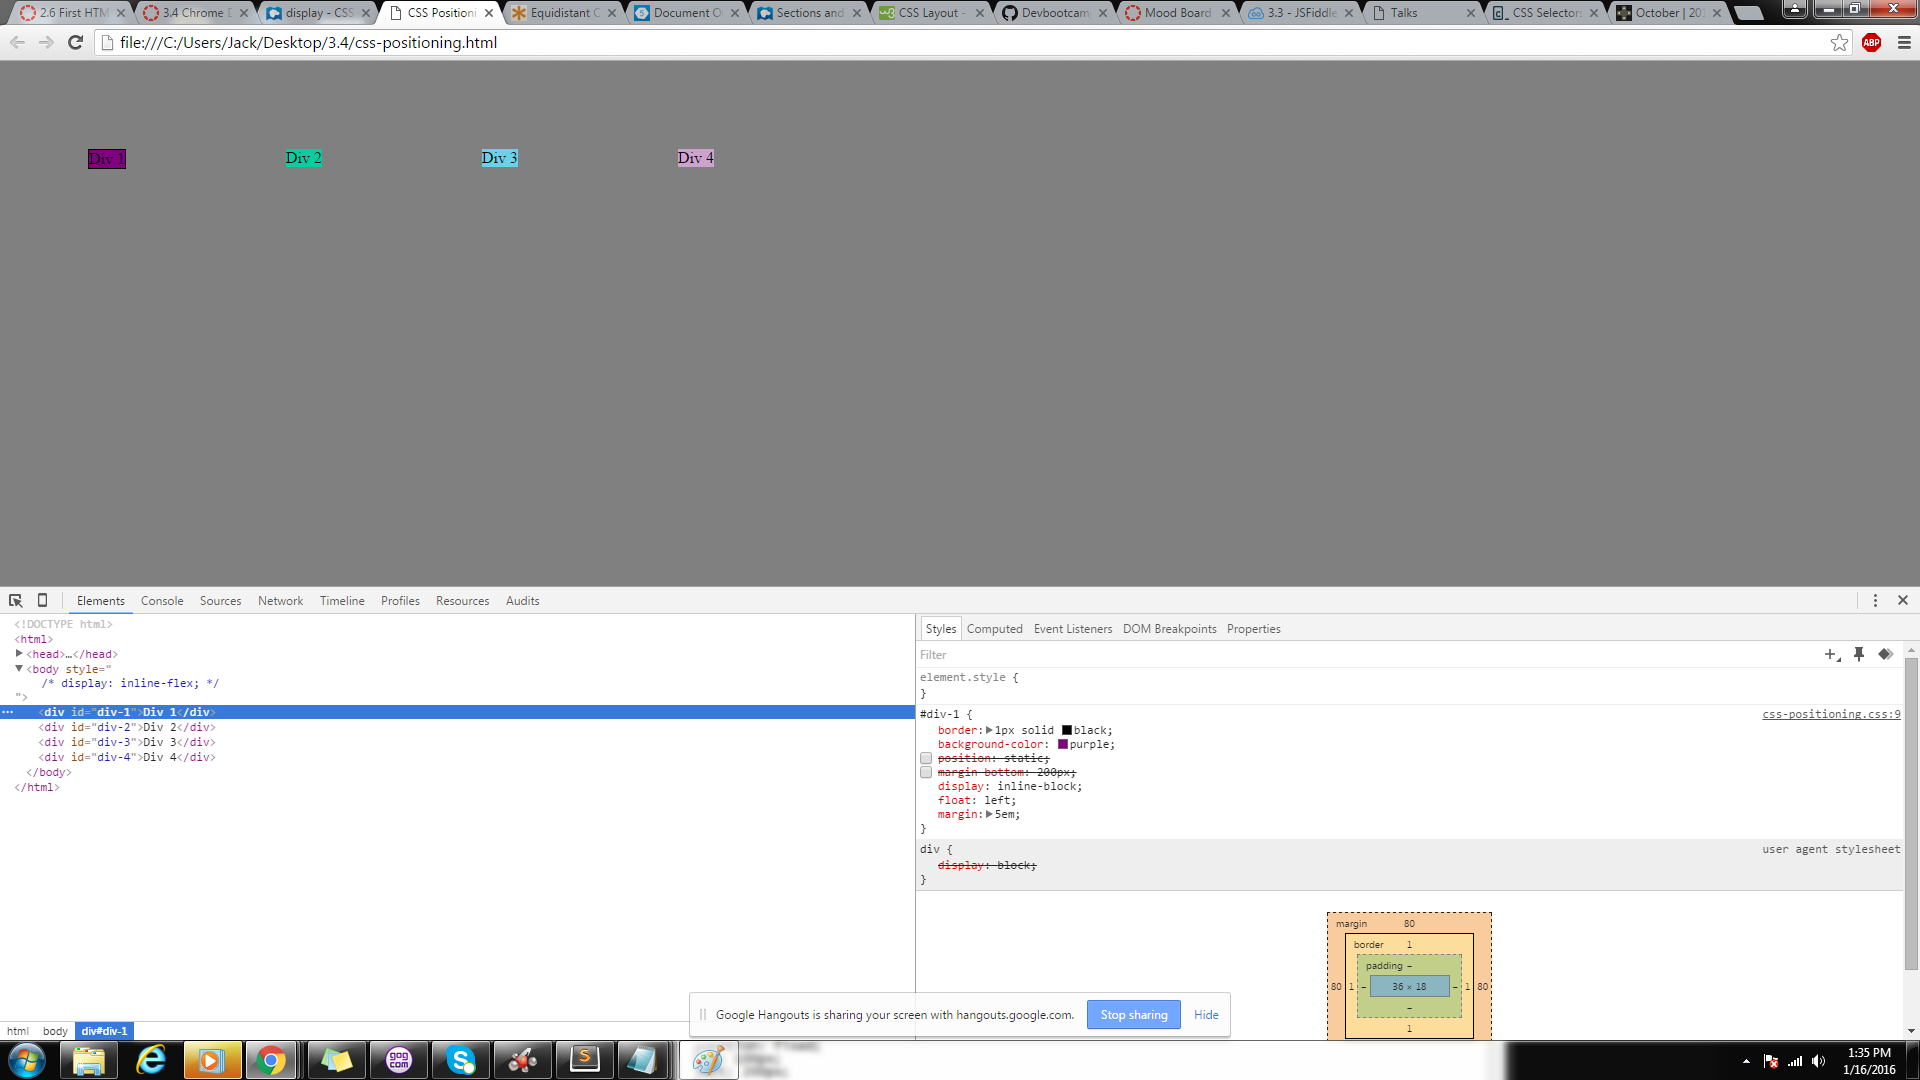 2.6 First HTM
3.4 Chrome D
display - CSS
CSS Positioni
Equidistant C
Document O
Sections and
CSS Layout -
Devbootcam
Mood Board
3.3 - JSFiddle
Talks
CSS Selectors
October | 201
file:///C:/Users/Jack/Desktop/3.4/css-positioning.html
ABP
Div 1
Div 2
Div 3
Div 4
Elements Console Sources Network Timeline Profiles Resources Audits
<!DOCTYPE html>
<html>
<head>…</head>
<body style="
/* display: inline-flex; */
">
<div id="div-1">Div 1</div>
<div id="div-2">Div 2</div>
<div id="div-3">Div 3</div>
<div id="div-4">Div 4</div>
</body>
</html>
html body div#div-1
Styles Computed Event Listeners DOM Breakpoints Properties
Filter
element.style {
}
#div-1 { css-positioning.css:9
border: 1px solid black;
background-color: purple;
position: static;
margin-bottom: 200px;
display: inline-block;
float: left;
margin: 5em;
}
div { user agent stylesheet
display: block;
}
margin 80
border 1
padding –
80 1 – 36 × 18 – 1 80
–
1
Google Hangouts is sharing your screen with hangouts.google.com. Stop sharing Hide
gog
com
1:35 PM
1/16/2016